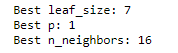 Best leaf_size: 7
Best p: 1
Best n_neighbors: 16